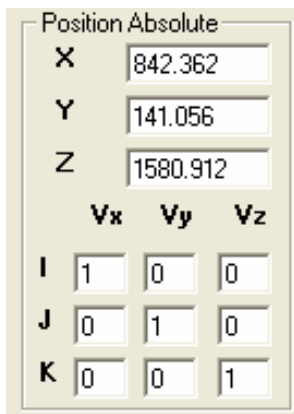 Position Absolute
X 842.362
Y 141.056
Z 1580.912
Vx Vy Vz
I 1 0 0
J 0 1 0
K 0 0 1